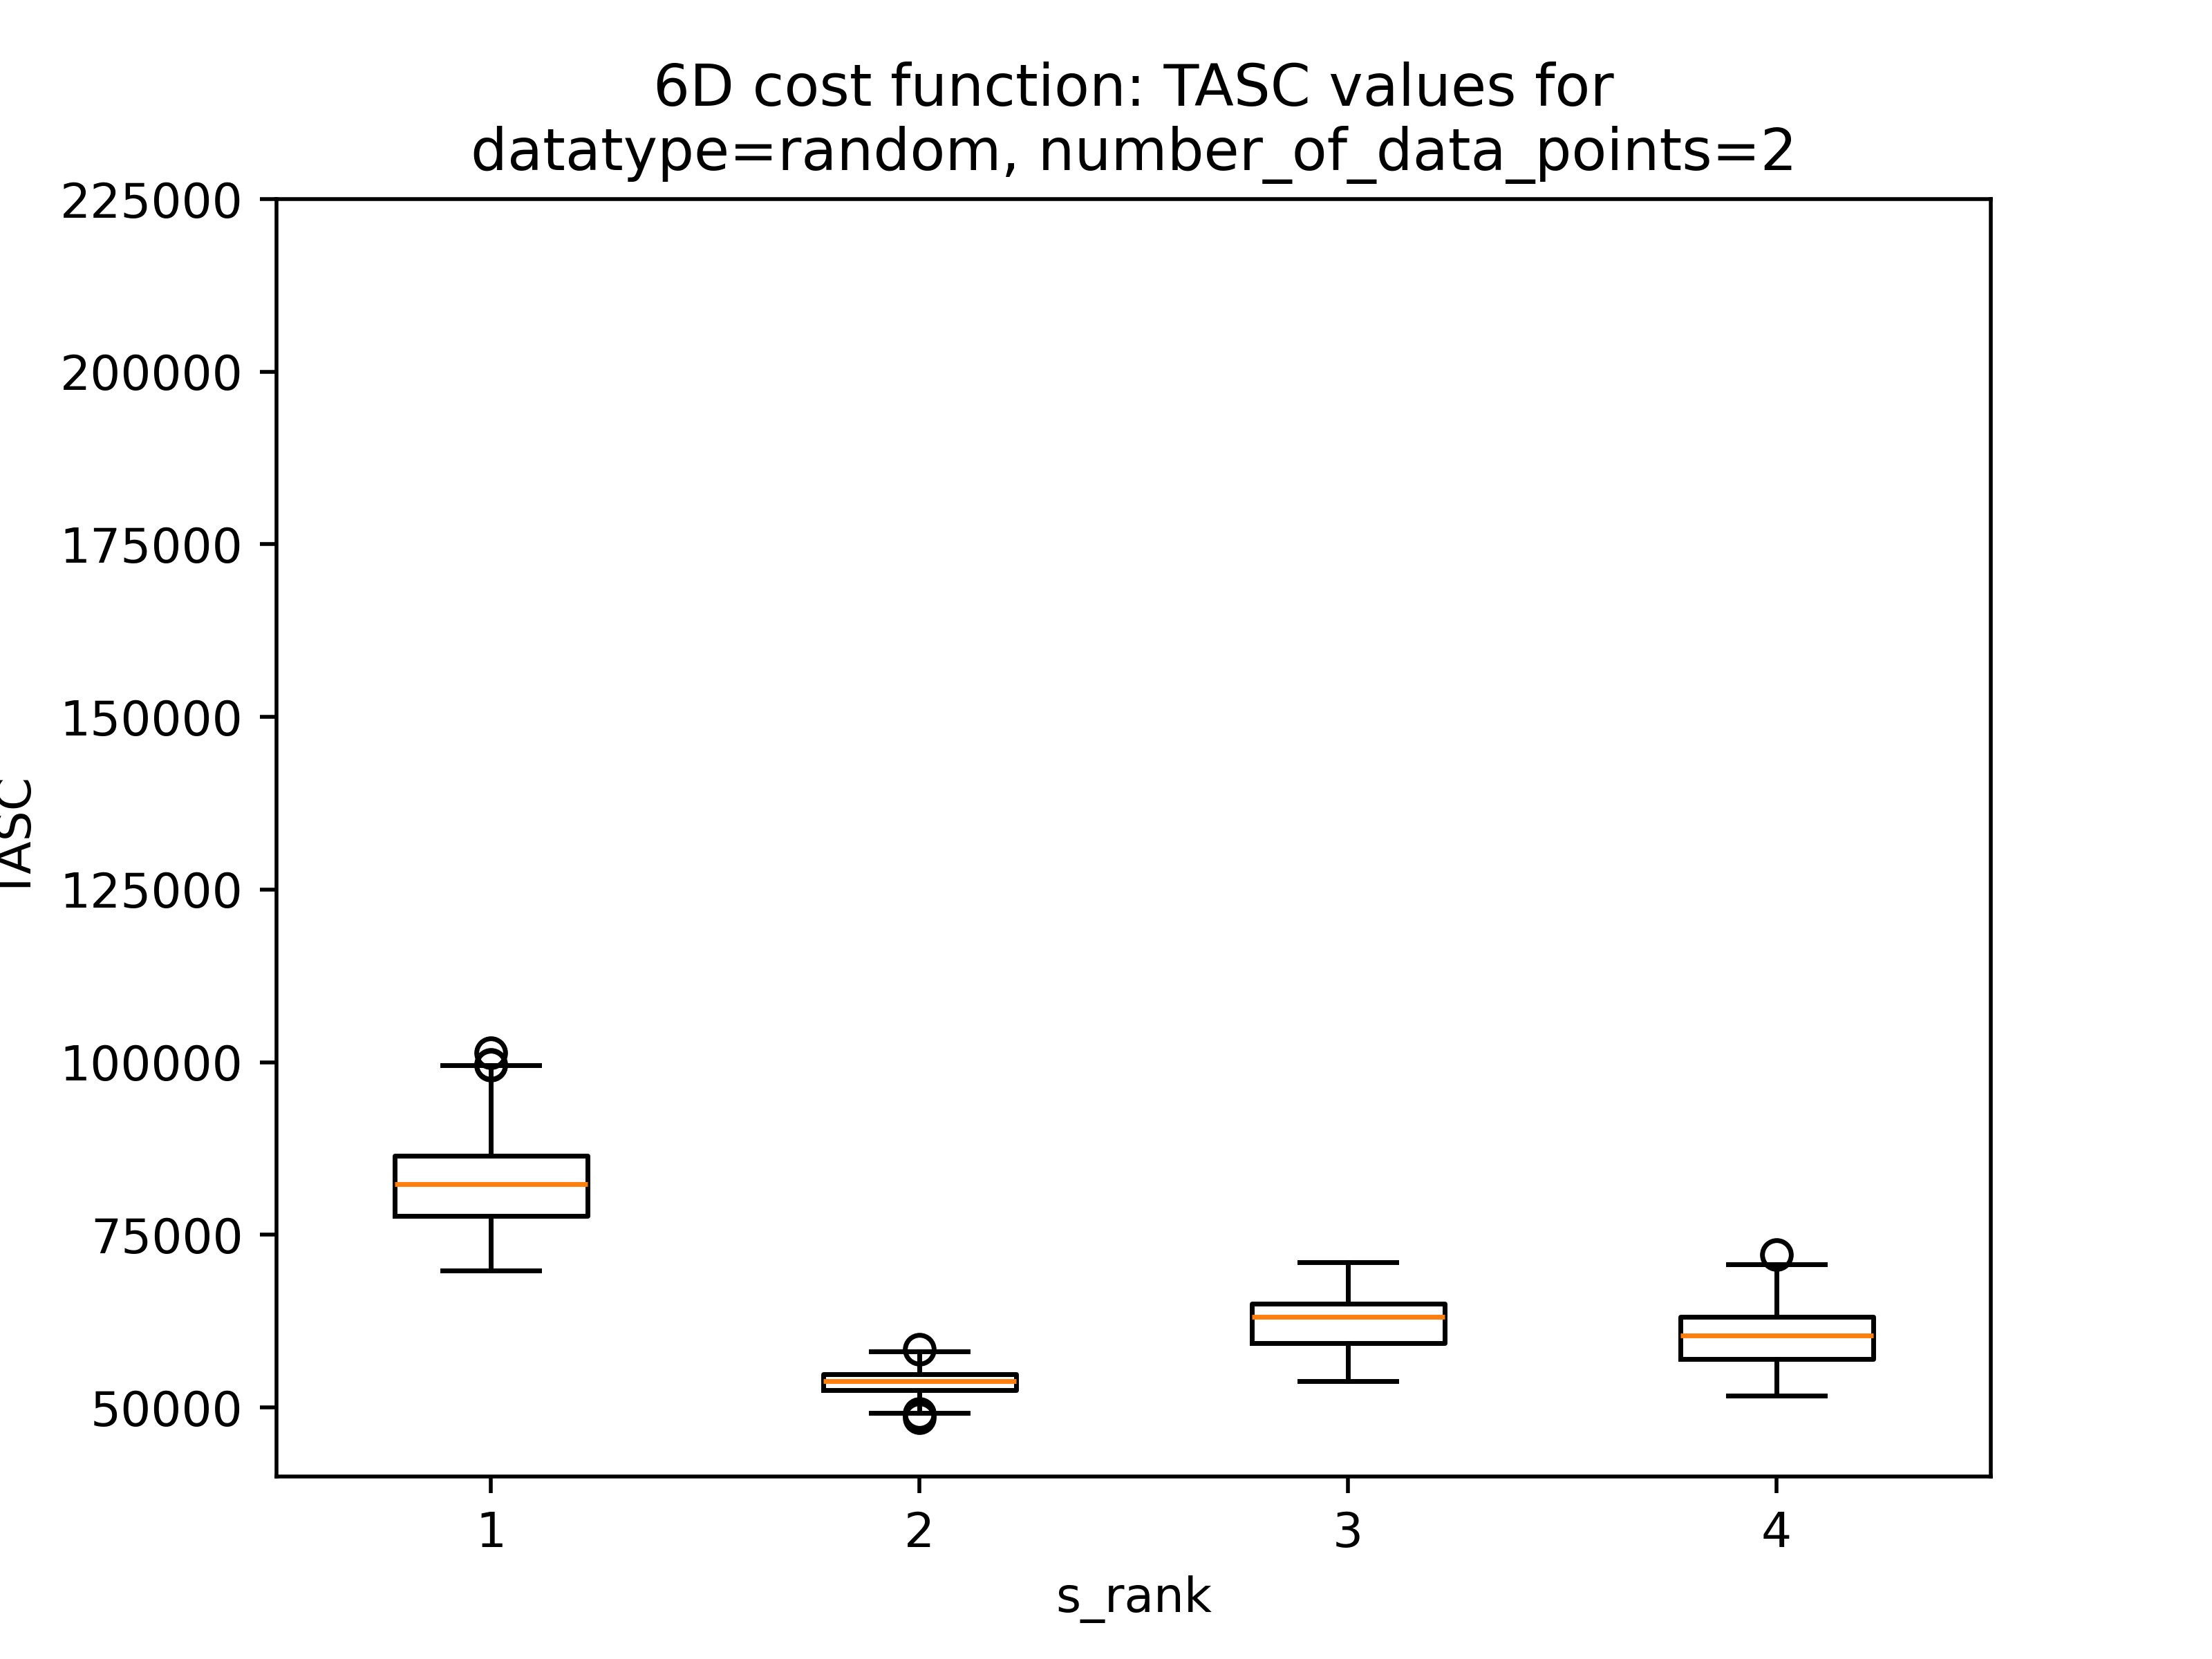 6D cost function: TASC values for
datatype=random, number_of_data_points=2
225000
200000
175000
150000
125000
100000
75000
50000
TASC
1 2 3 4
s_rank